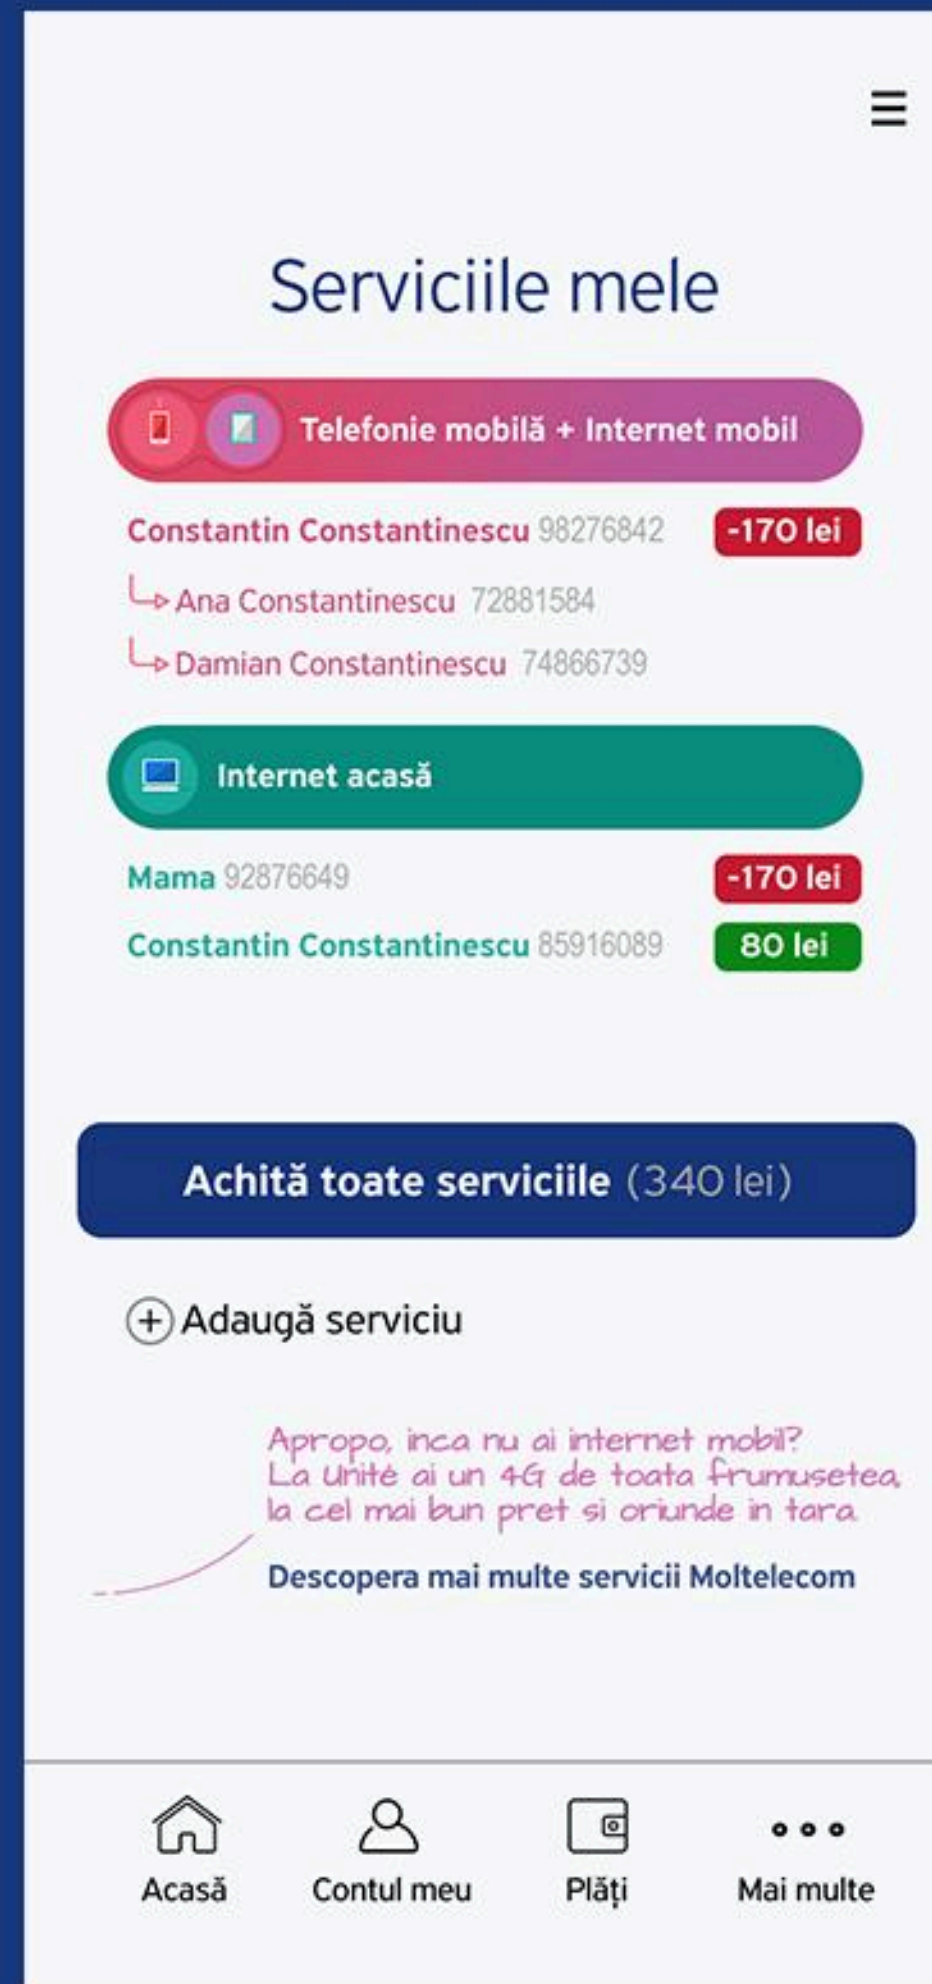 Serviciile mele
Telefonie mobilă + Internet mobil
Constantin Constantinescu 98276842 -170 lei
Ana Constantinescu 72881584
Damian Constantinescu 74866739
Internet acasă
Mama 92876649 -170 lei
Constantin Constantinescu 85916089 80 lei
Achită toate serviciile (340 lei)
Adaugă serviciu
Apropo, inca nu ai internet mobil?
La Unité ai un 4G de toata frumusetea,
la cel mai bun pret si oriunde in tara.
Descopera mai multe servicii Moltelecom
Acasă Contul meu Plăți Mai multe